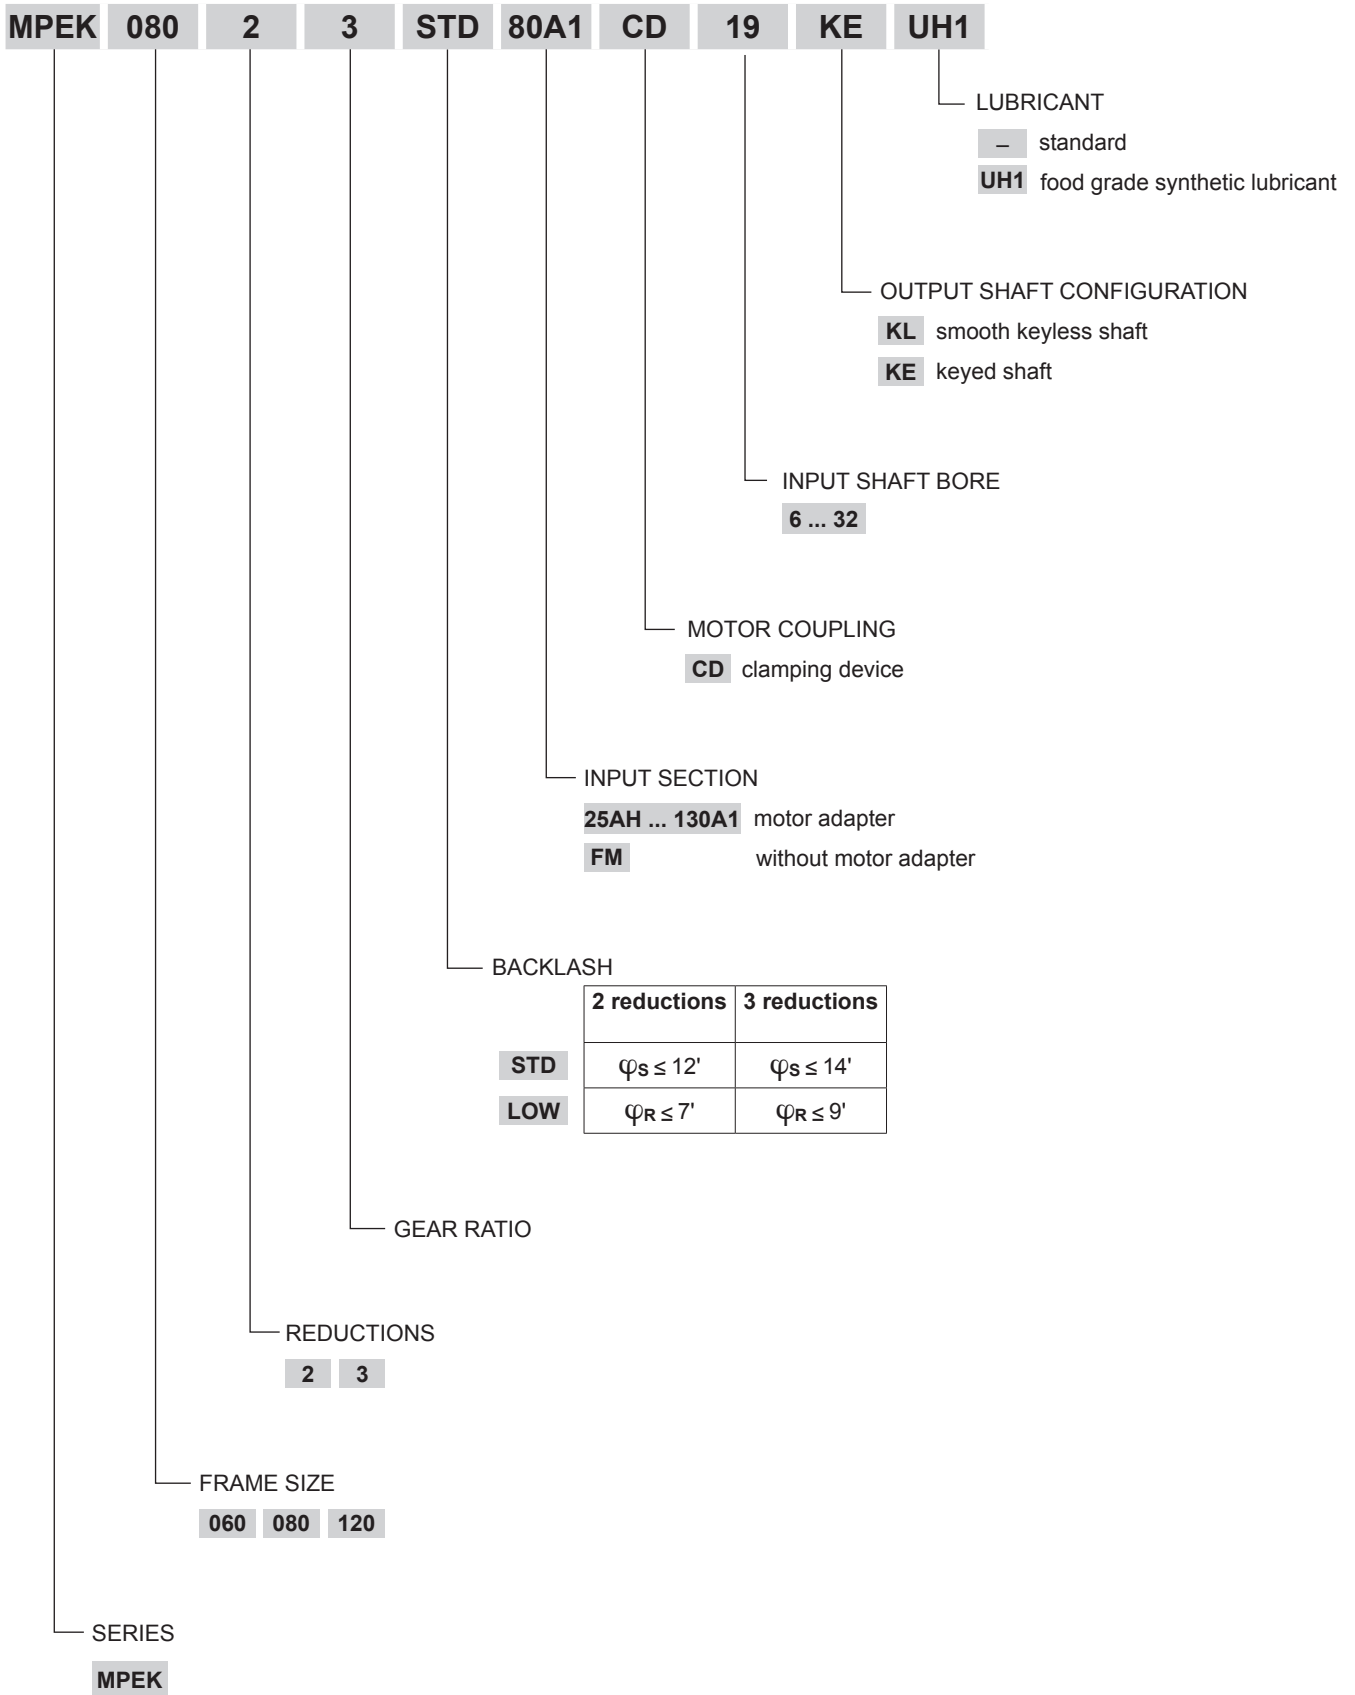 MPEK 080 2 3 STD 80A1 CD 19 KE UH1
LUBRICANT
– standard
UH1 food grade synthetic lubricant
OUTPUT SHAFT CONFIGURATION
KL smooth keyless shaft
KE keyed shaft
INPUT SHAFT BORE
6 ... 32
MOTOR COUPLING
CD clamping device
INPUT SECTION
25AH ... 130A1 motor adapter
FM without motor adapter
BACKLASH
2 reductions 3 reductions
STD φS ≤ 12' φS ≤ 14'
LOW φR ≤ 7' φR ≤ 9'
GEAR RATIO
REDUCTIONS
2 3
FRAME SIZE
060 080 120
SERIES
MPEK